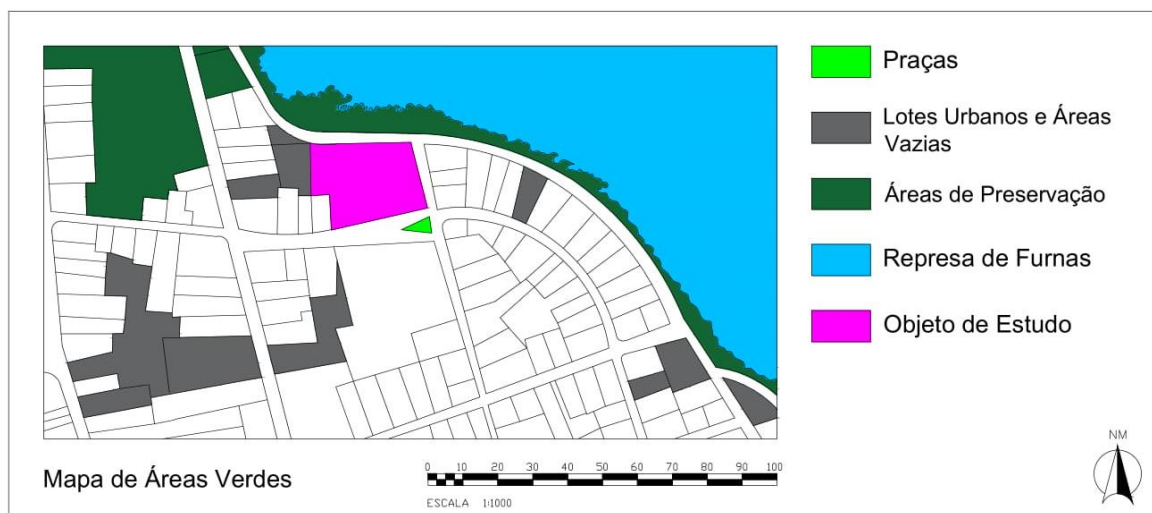 Praças
Lotes Urbanos e Áreas
Vazias
Áreas de Preservação
Represa de Furnas
Objeto de Estudo
Mapa de Áreas Verdes
0 10 20 30 40 50 60 70 80 90 100
ESCALA 1:1000
NM